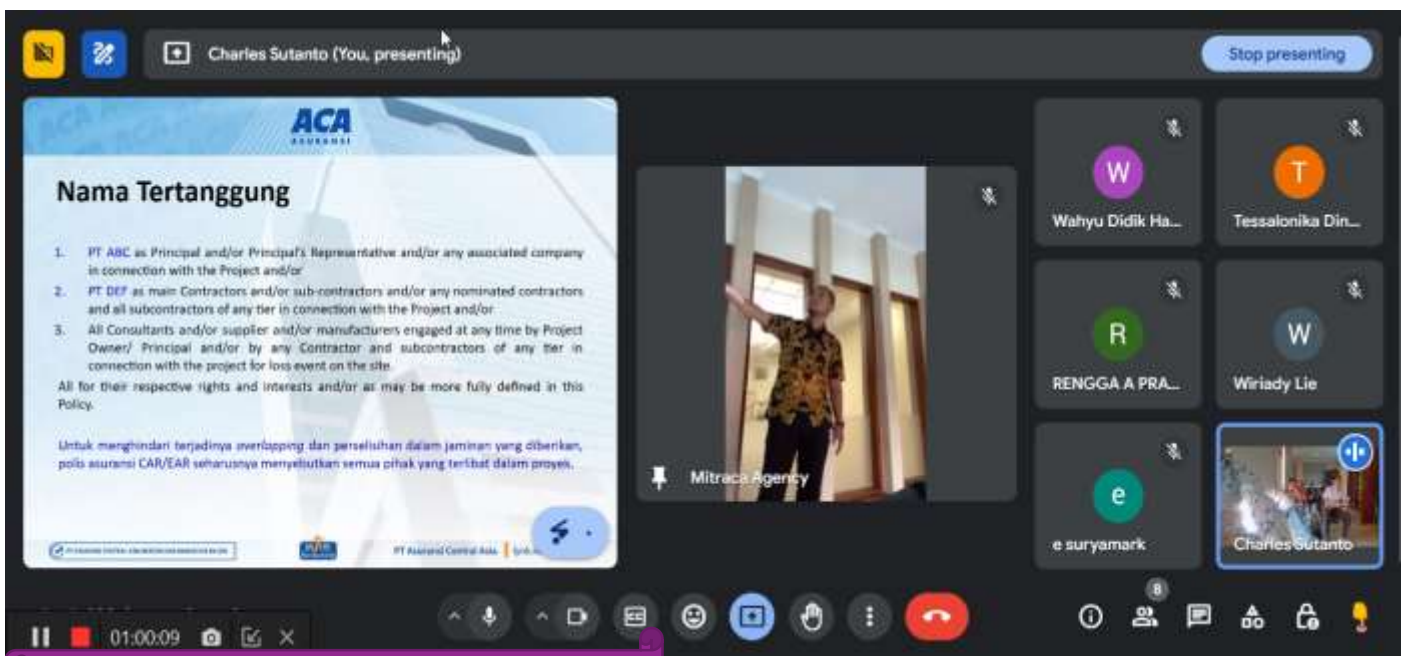 Charles Sutanto (You, presenting)
Stop presenting
ACA
ASURANSI
Nama Tertanggung
1. PT ABC as Principal and/or Principal's Representative and/or any associated company
in connection with the Project and/or
2. PT DEF as main Contractors and/or sub-contractors and/or any nominated contractors
and all subcontractors of any tier in connection with the Project and/or
3. All Consultants and/or supplier and/or manufacturers engaged at any time by Project
Owner/ Principal and/or by any Contractor and subcontractors of any tier in
connection with the project for loss event on the site
All for their respective rights and interests and/or as may be more fully defined in this
Policy.
Untuk menghindari terjadinya overlapping dan perselisihan dalam jaminan yang diberikan,
polis asuransi CAR/EAR seharusnya menyebutkan semua pihak yang terlibat dalam proyek.
PT Asuransi Central Asia
Mitraca Agency
W
Wahyu Didik Ha...
T
Tessalonika Din...
R
RENGGA A PRA...
W
Wiriady Lie
e
e suryamark
Charles Sutanto
8
01:00:09